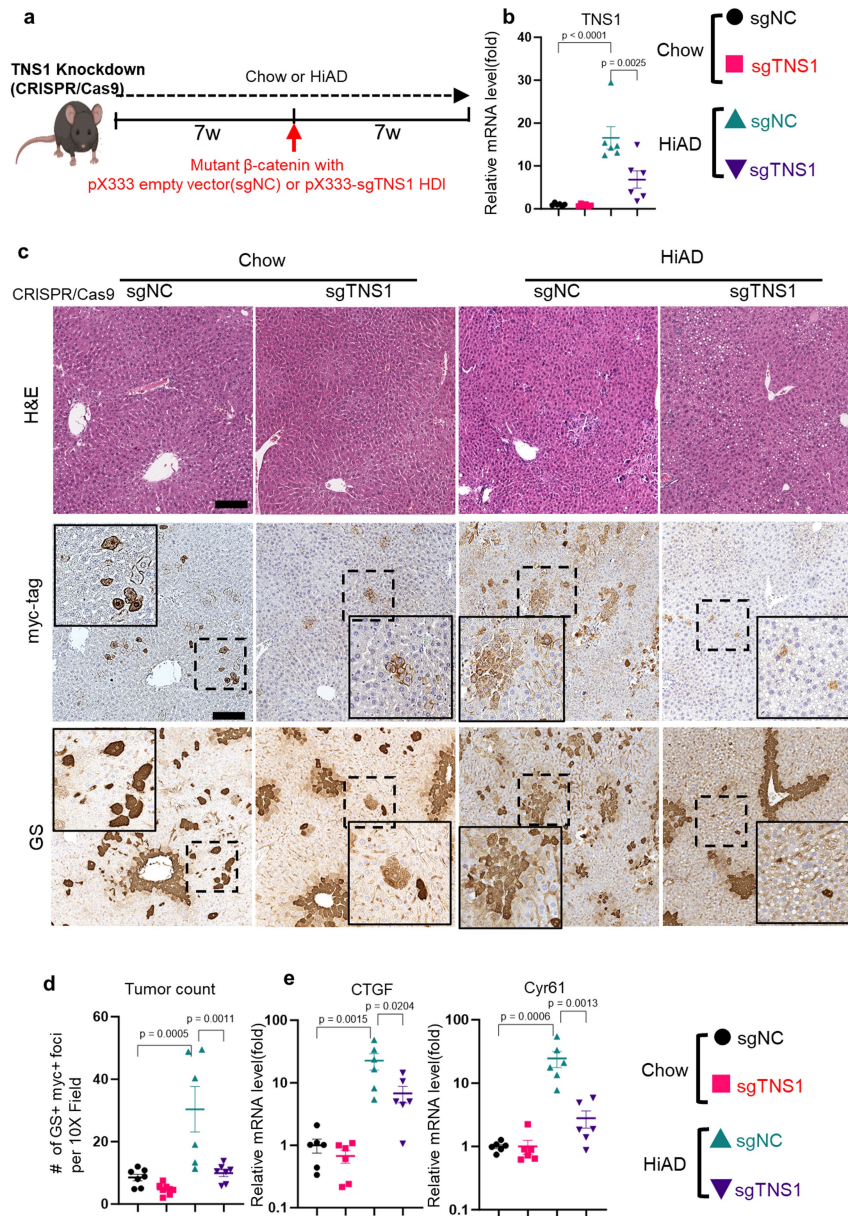 a
TNS1 Knockdown
(CRISPR/Cas9)
Chow or HiAD
7w
7w
Mutant β-catenin with
pX333 empty vector(sgNC) or pX333-sgTNS1 HDI
b
TNS1
p < 0.0001
p = 0.0025
Relative mRNA level(fold)
40
30
20
10
0
Chow
sgNC
sgTNS1
HiAD
sgNC
sgTNS1
c
Chow
HiAD
CRISPR/Cas9
sgNC
sgTNS1
sgNC
sgTNS1
H&E
myc-tag
GS
d
Tumor count
p = 0.0005
p = 0.0011
# of GS+ myc+ foci
per 10X Field
60
40
20
0
e
CTGF
p = 0.0015
p = 0.0204
Relative mRNA level(fold)
100
10
1
0.1
Cyr61
p = 0.0006
p = 0.0013
Relative mRNA level(fold)
100
10
1
0.1
Chow
sgNC
sgTNS1
HiAD
sgNC
sgTNS1